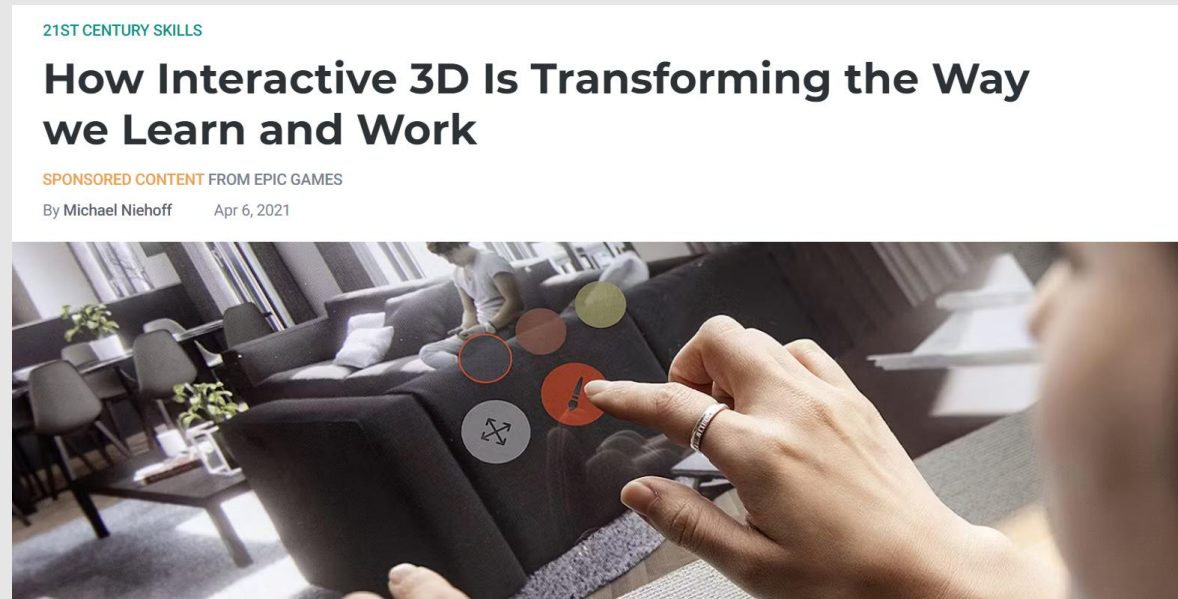 21ST CENTURY SKILLS
How Interactive 3D Is Transforming the Way
we Learn and Work
SPONSORED CONTENT FROM EPIC GAMES
By Michael Niehoff Apr 6, 2021